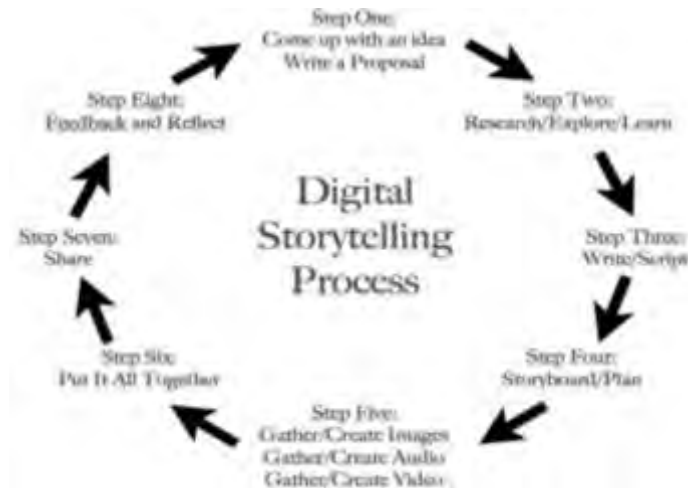 Step One:
Come up with an idea
Write a Proposal
Step Two:
Research/Explore/Learn
Step Three:
Write/Script
Step Four:
Storyboard/Plan
Step Five:
Gather/Create Images
Gather/Create Audio
Gather/Create Video
Step Six:
Put It All Together
Step Seven:
Share
Step Eight:
Feedback and Reflect
Digital
Storytelling
Process